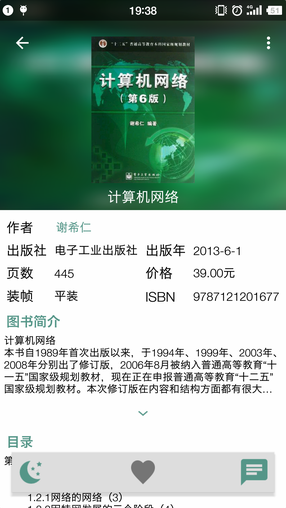 19:38
4G
51
"十二五"普通高等教育本科国家级规划教材
计算机网络
（第6版）
谢希仁 编著
电子工业出版社
计算机网络
作者 谢希仁
出版社 电子工业出版社 出版年 2013-6-1
页数 445 价格 39.00元
装帧 平装 ISBN 9787121201677
图书简介
计算机网络
本书自1989年首次出版以来，于1994年、1999年、2003年、
2008年分别出了修订版，2006年8月被纳入普通高等教育“十
一五”国家级规划教材，现在正在申报普通高等教育“十二五”
国家级规划教材。本次修订版在内容和结构方面都有很大…
目录
第
1.2.1网络的网络（3）